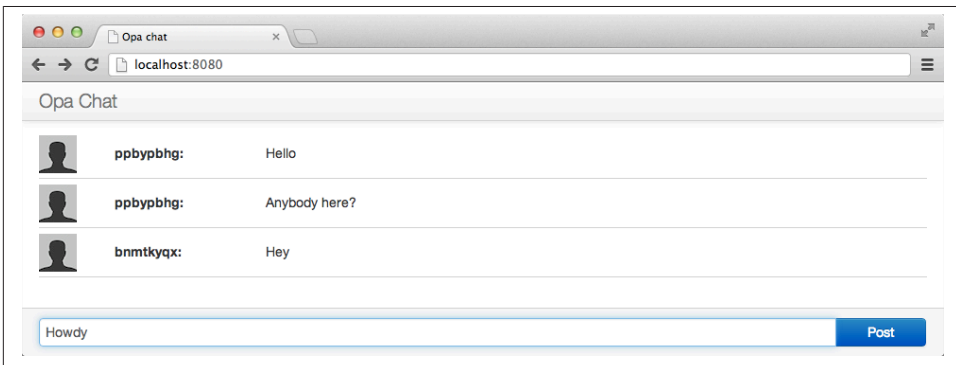 Opa chat
localhost:8080
Opa Chat
ppbypbhg: Hello
ppbypbhg: Anybody here?
bnmtkyqx: Hey
Howdy Post